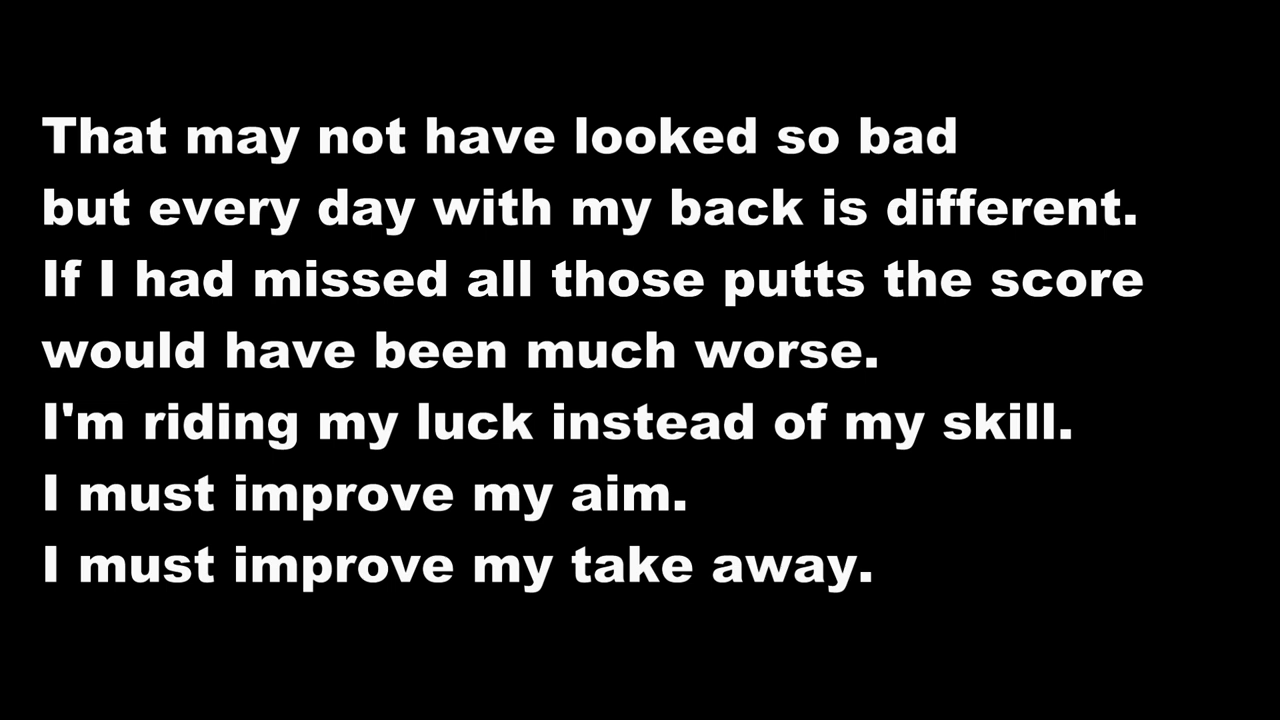 That may not have looked so bad
but every day with my back is different.
If I had missed all those putts the score
would have been much worse.
I'm riding my luck instead of my skill.
I must improve my aim.
I must improve my take away.